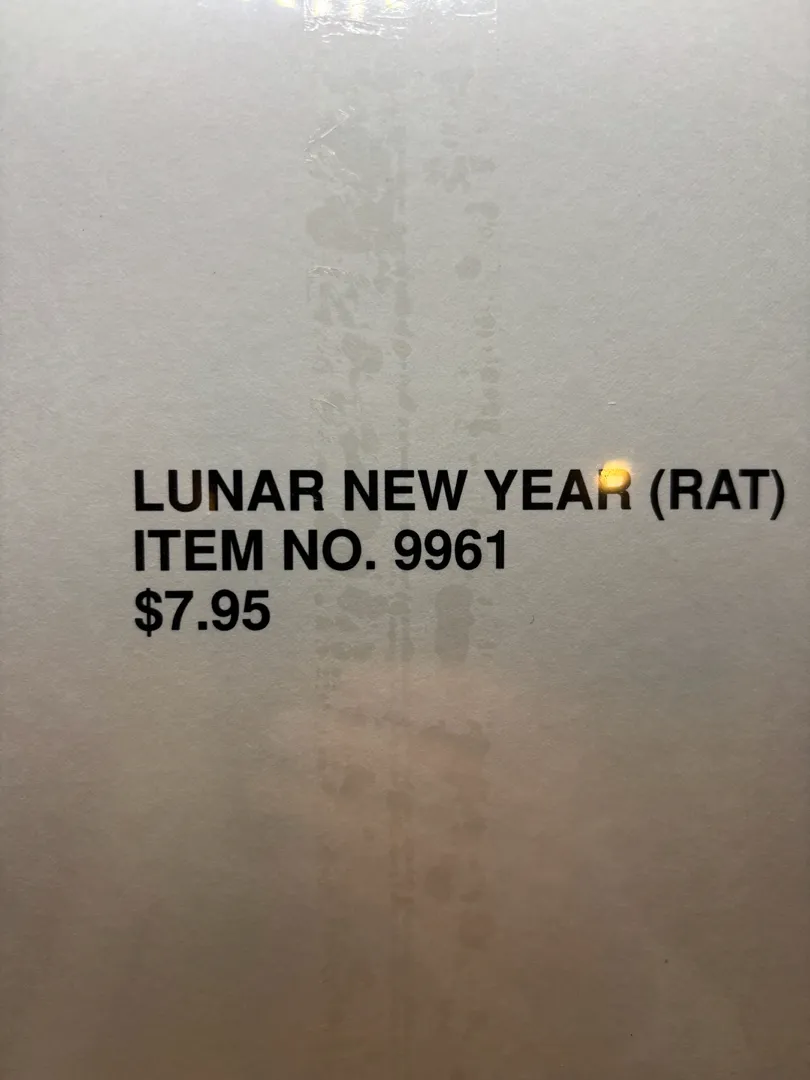 LUNAR NEW YEAR (RAT)
ITEM NO. 9961
$7.95